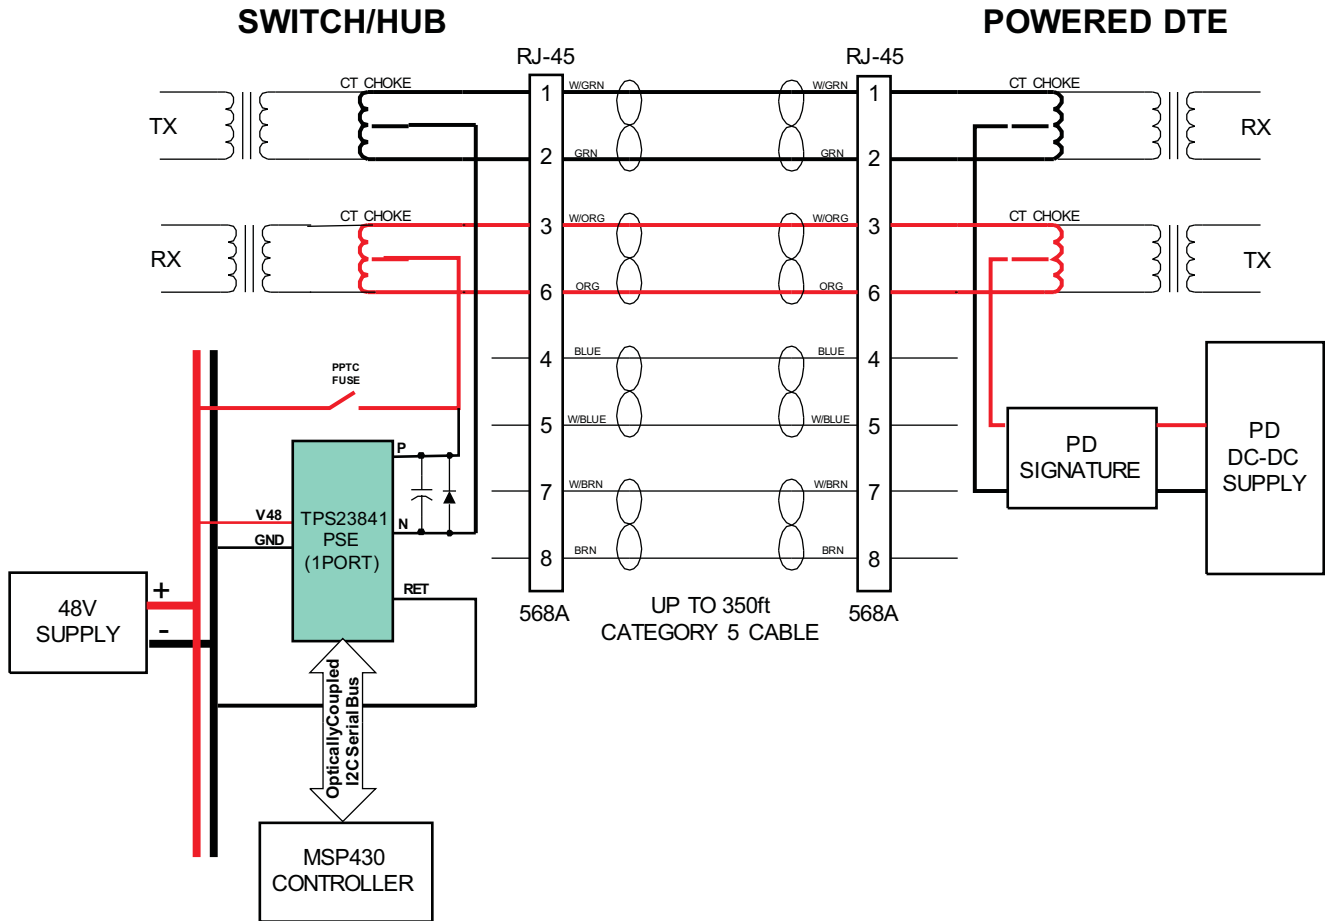 SWITCH/HUB
POWERED DTE
RJ-45
RJ-45
CT CHOKE
W/GRN
W/GRN
CT CHOKE
1
1
TX
RX
2
GRN
GRN
2
CT CHOKE
W/ORG
W/ORG
CT CHOKE
3
3
RX
TX
6
ORG
ORG
6
4
BLUE
BLUE
4
PPTC
FUSE
5
W/BLUE
W/BLUE
5
P
PD
SIGNATURE
PD
DC-DC
SUPPLY
7
W/BRN
W/BRN
7
V48
N
GND
TPS23841
PSE
(1PORT)
8
BRN
BRN
8
RET
568A
568A
UP TO 350ft
CATEGORY 5 CABLE
+
-
48V
SUPPLY
OpticallyCoupled
I2CSerialBus
MSP430
CONTROLLER